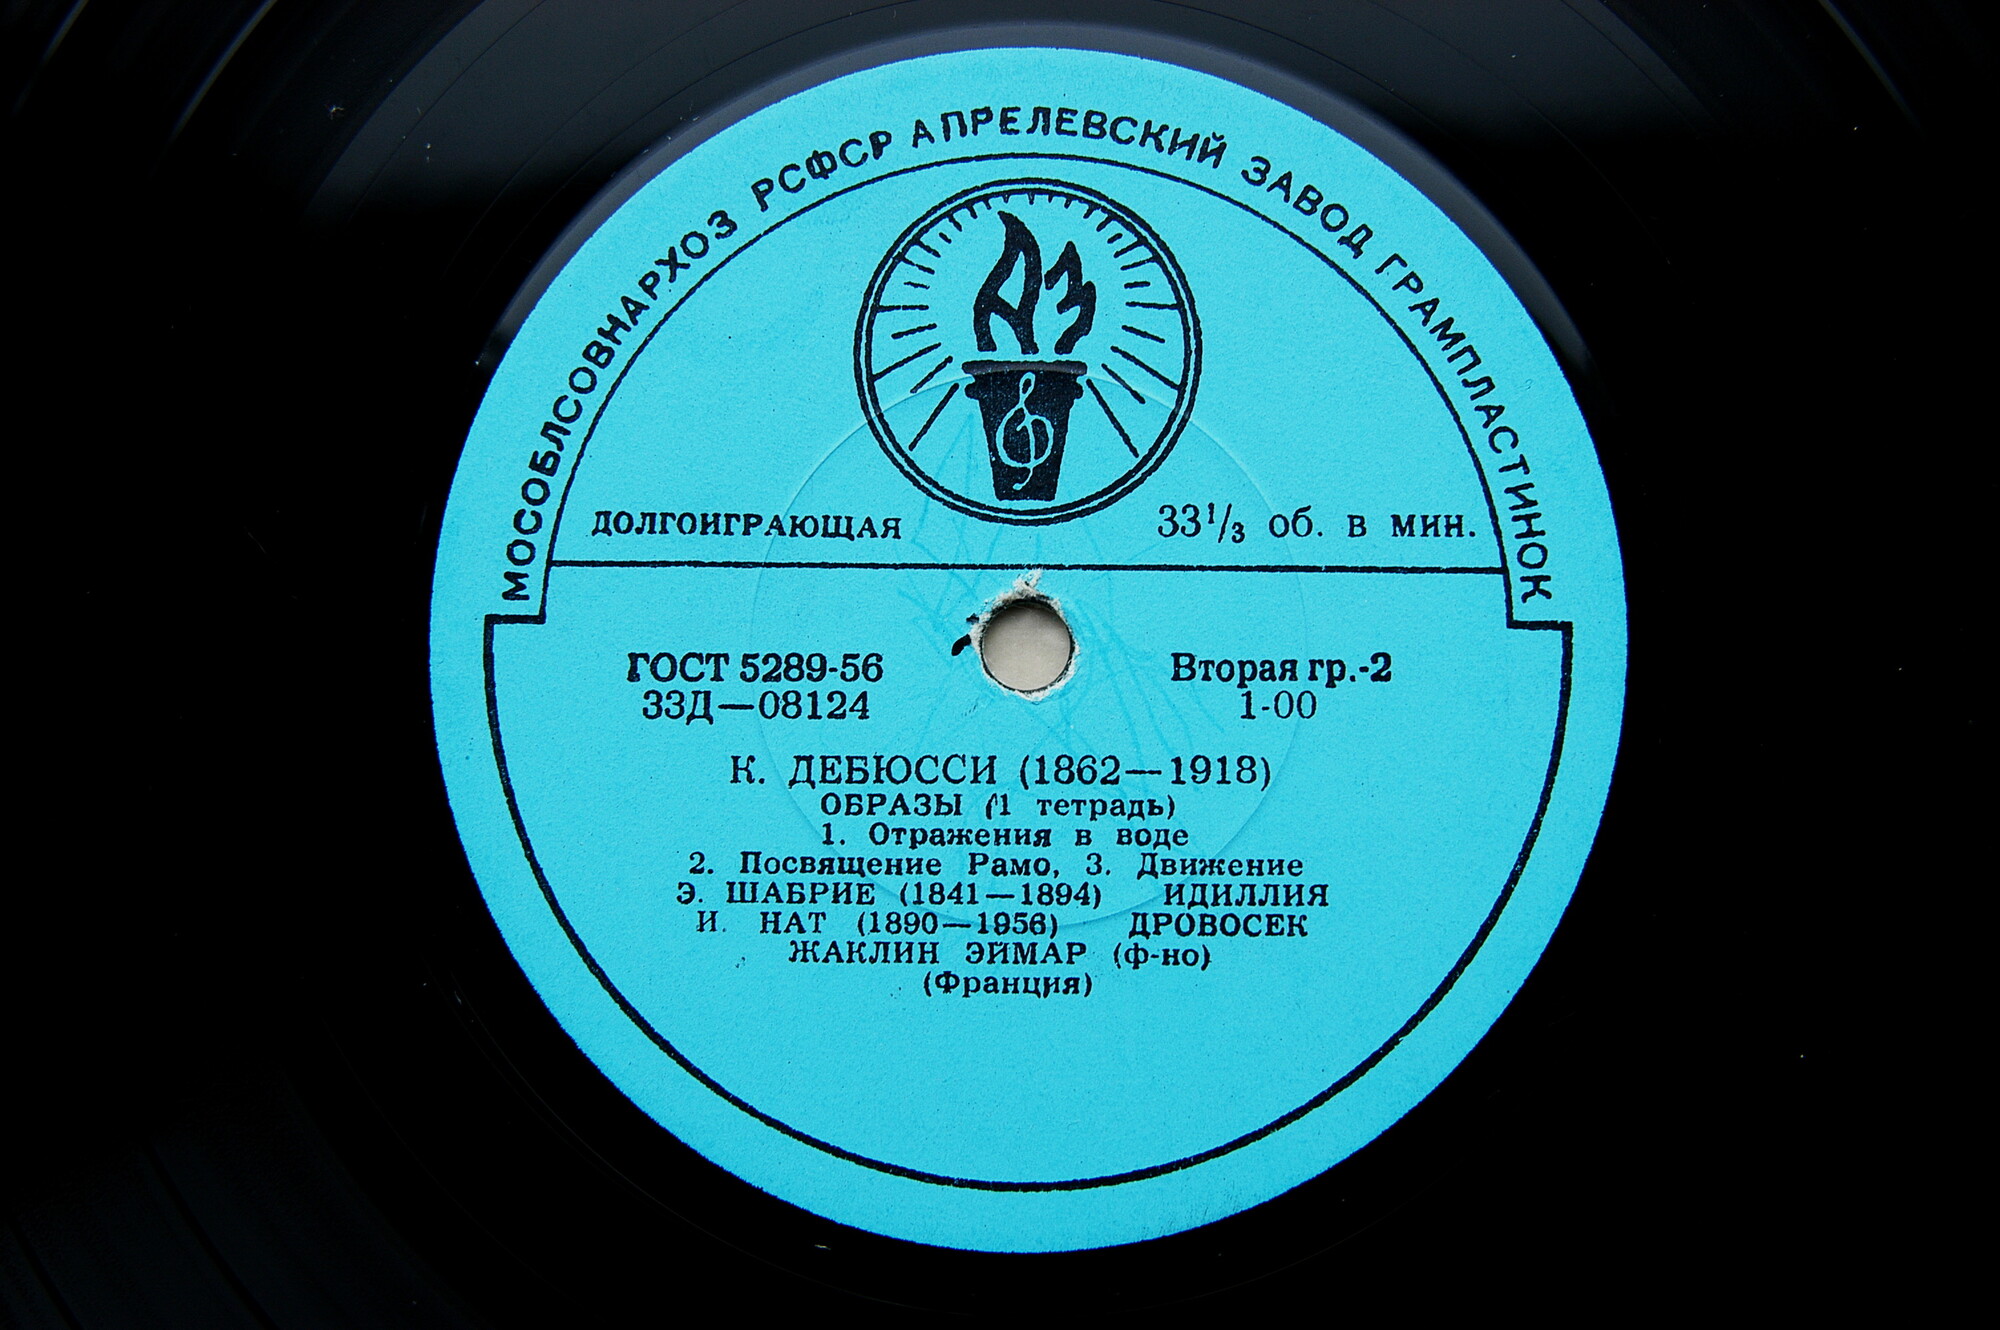 МОСОБЛСОВНАРХОЗ РСФСР АПРЕЛЕВСКИЙ ЗАВОД ГРАМПЛАСТИНОК
АЗ
ДОЛГОИГРАЮЩАЯ 33⅓ об. в мин.
ГОСТ 5289-56 Вторая гр.-2
33Д—08124 1-00
К. ДЕБЮССИ (1862—1918)
ОБРАЗЫ (1 тетрадь)
1. Отражения в воде
2. Посвящение Рамо, 3. Движение
Э. ШАБРИЕ (1841—1894) ИДИЛЛИЯ
И. НАТ (1890—1956) ДРОВОСЕК
ЖАКЛИН ЭЙМАР (ф-но)
(Франция)